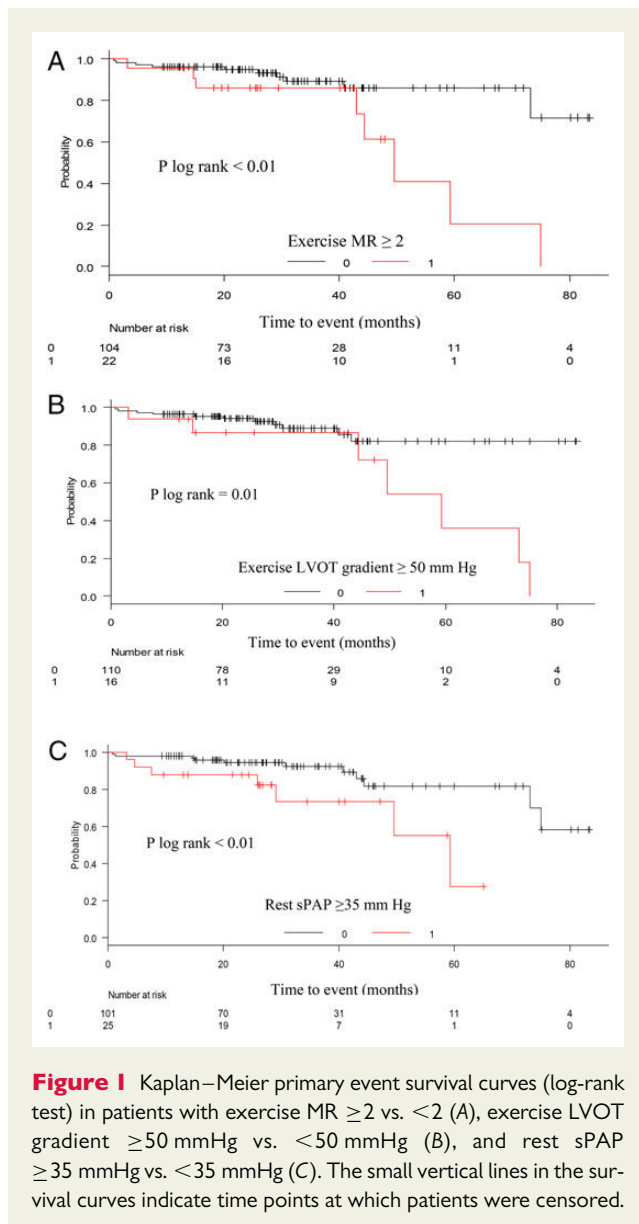 A
1.0
0.8
0.6
0.4
0.2
0.0
Probability
P log rank < 0.01
Exercise MR ≥ 2
0 1
0 20 40 60 80
Time to event (months)
Number at risk
0 104 73 28 11 4
1 22 16 10 1 0
B
1.0
0.8
0.6
0.4
0.2
0.0
Probability
P log rank = 0.01
Exercise LVOT gradient ≥ 50 mm Hg
0 1
0 20 40 60 80
Time to event (months)
Number at risk
0 110 78 29 10 4
1 16 11 9 2 0
C
1.0
0.8
0.6
0.4
0.2
0.0
Probability
P log rank < 0.01
Rest sPAP ≥35 mm Hg
0 1
0 20 40 60 80
Time to event (months)
Number at risk
0 101 70 31 11 4
1 25 19 7 1 0
Figure 1 Kaplan–Meier primary event survival curves (log-rank
test) in patients with exercise MR ≥2 vs. <2 (A), exercise LVOT
gradient ≥50 mmHg vs. <50 mmHg (B), and rest sPAP
≥35 mmHg vs. <35 mmHg (C). The small vertical lines in the sur-
vival curves indicate time points at which patients were censored.